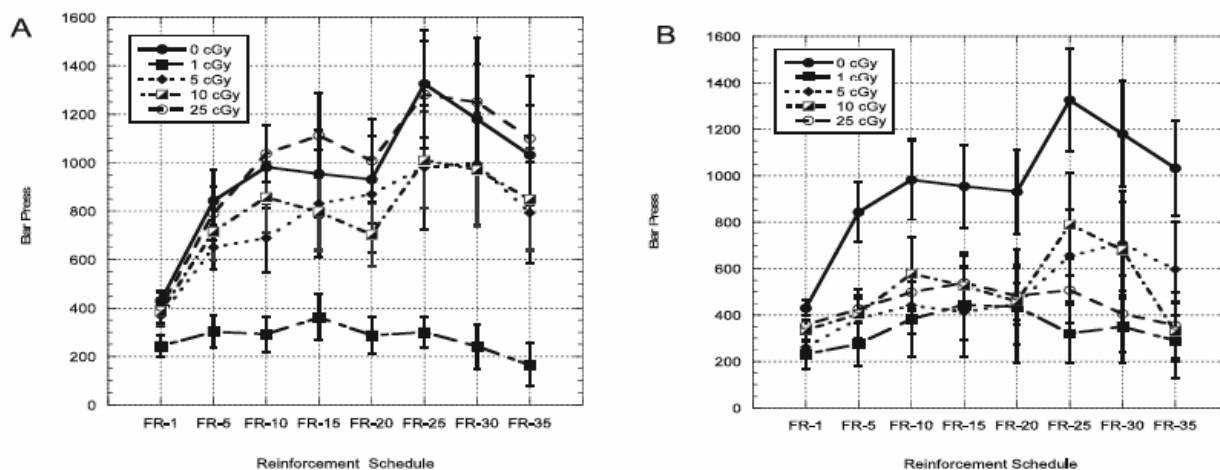 A
1600
1400
1200
1000
800
600
400
200
0
0 cGy
1 cGy
5 cGy
10 cGy
25 cGy
Bar Press
FR-1 FR-5 FR-10 FR-15 FR-20 FR-25 FR-30 FR-35
Reinforcement Schedule
B
1600
1400
1200
1000
800
600
400
200
0
0 cGy
1 cGy
5 cGy
10 cGy
25 cGy
Bar Press
FR-1 FR-5 FR-10 FR-15 FR-20 FR-25 FR-30 FR-35
Reinforcement Schedule